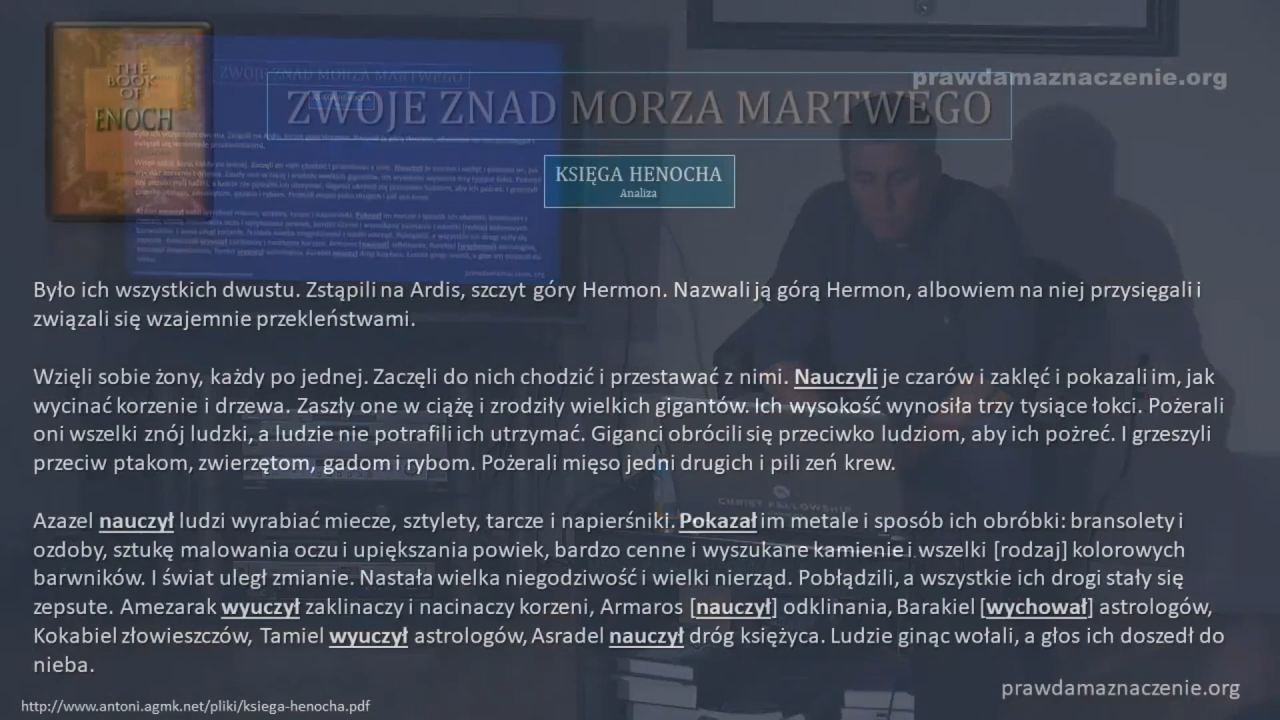 prawdamaznaczenie.org
THE
BOOK
OF
ENOCH
ZWOJE ZNAD MORZA MARTWEGO
KSIĘGA HENOCHA
Analiza
Było ich wszystkich dwustu. Zstąpili na Ardis, szczyt góry Hermon. Nazwali ją górą Hermon, albowiem na niej przysięgali i
związali się wzajemnie przekleństwami.
Wzięli sobie żony, każdy po jednej. Zaczęli do nich chodzić i przestawać z nimi. Nauczyli je czarów i zaklęć i pokazali im, jak
wycinać korzenie i drzewa. Zaszły one w ciążę i zrodziły wielkich gigantów. Ich wysokość wynosiła trzy tysiące łokci. Pożerali
oni wszelki znój ludzki, a ludzie nie potrafili ich utrzymać. Giganci obrócili się przeciwko ludziom, aby ich pożreć. I grzeszyli
przeciw ptakom, zwierzętom, gadom i rybom. Pożerali mięso jedni drugich i pili zeń krew.
Azazel nauczył ludzi wyrabiać miecze, sztylety, tarcze i napierśniki. Pokazał im metale i sposób ich obróbki: bransolety i
ozdoby, sztukę malowania oczu i upiększania powiek, bardzo cenne i wyszukane kamienie i wszelki [rodzaj] kolorowych
barwników. I świat uległ zmianie. Nastała wielka niegodziwość i wielki nierząd. Pobłądzili, a wszystkie ich drogi stały się
zepsute. Amezarak wyuczył zaklinaczy i nacinaczy korzeni, Armaros [nauczył] odklinania, Barakiel [wychował] astrologów,
Kokabiel złowieszczów, Tamiel wyuczył astrologów, Asradel nauczył dróg księżyca. Ludzie ginąc wołali, a głos ich doszedł do
nieba.
prawdamaznaczenie.org
http://www.antoni.agmk.net/pliki/ksiega-henocha.pdf